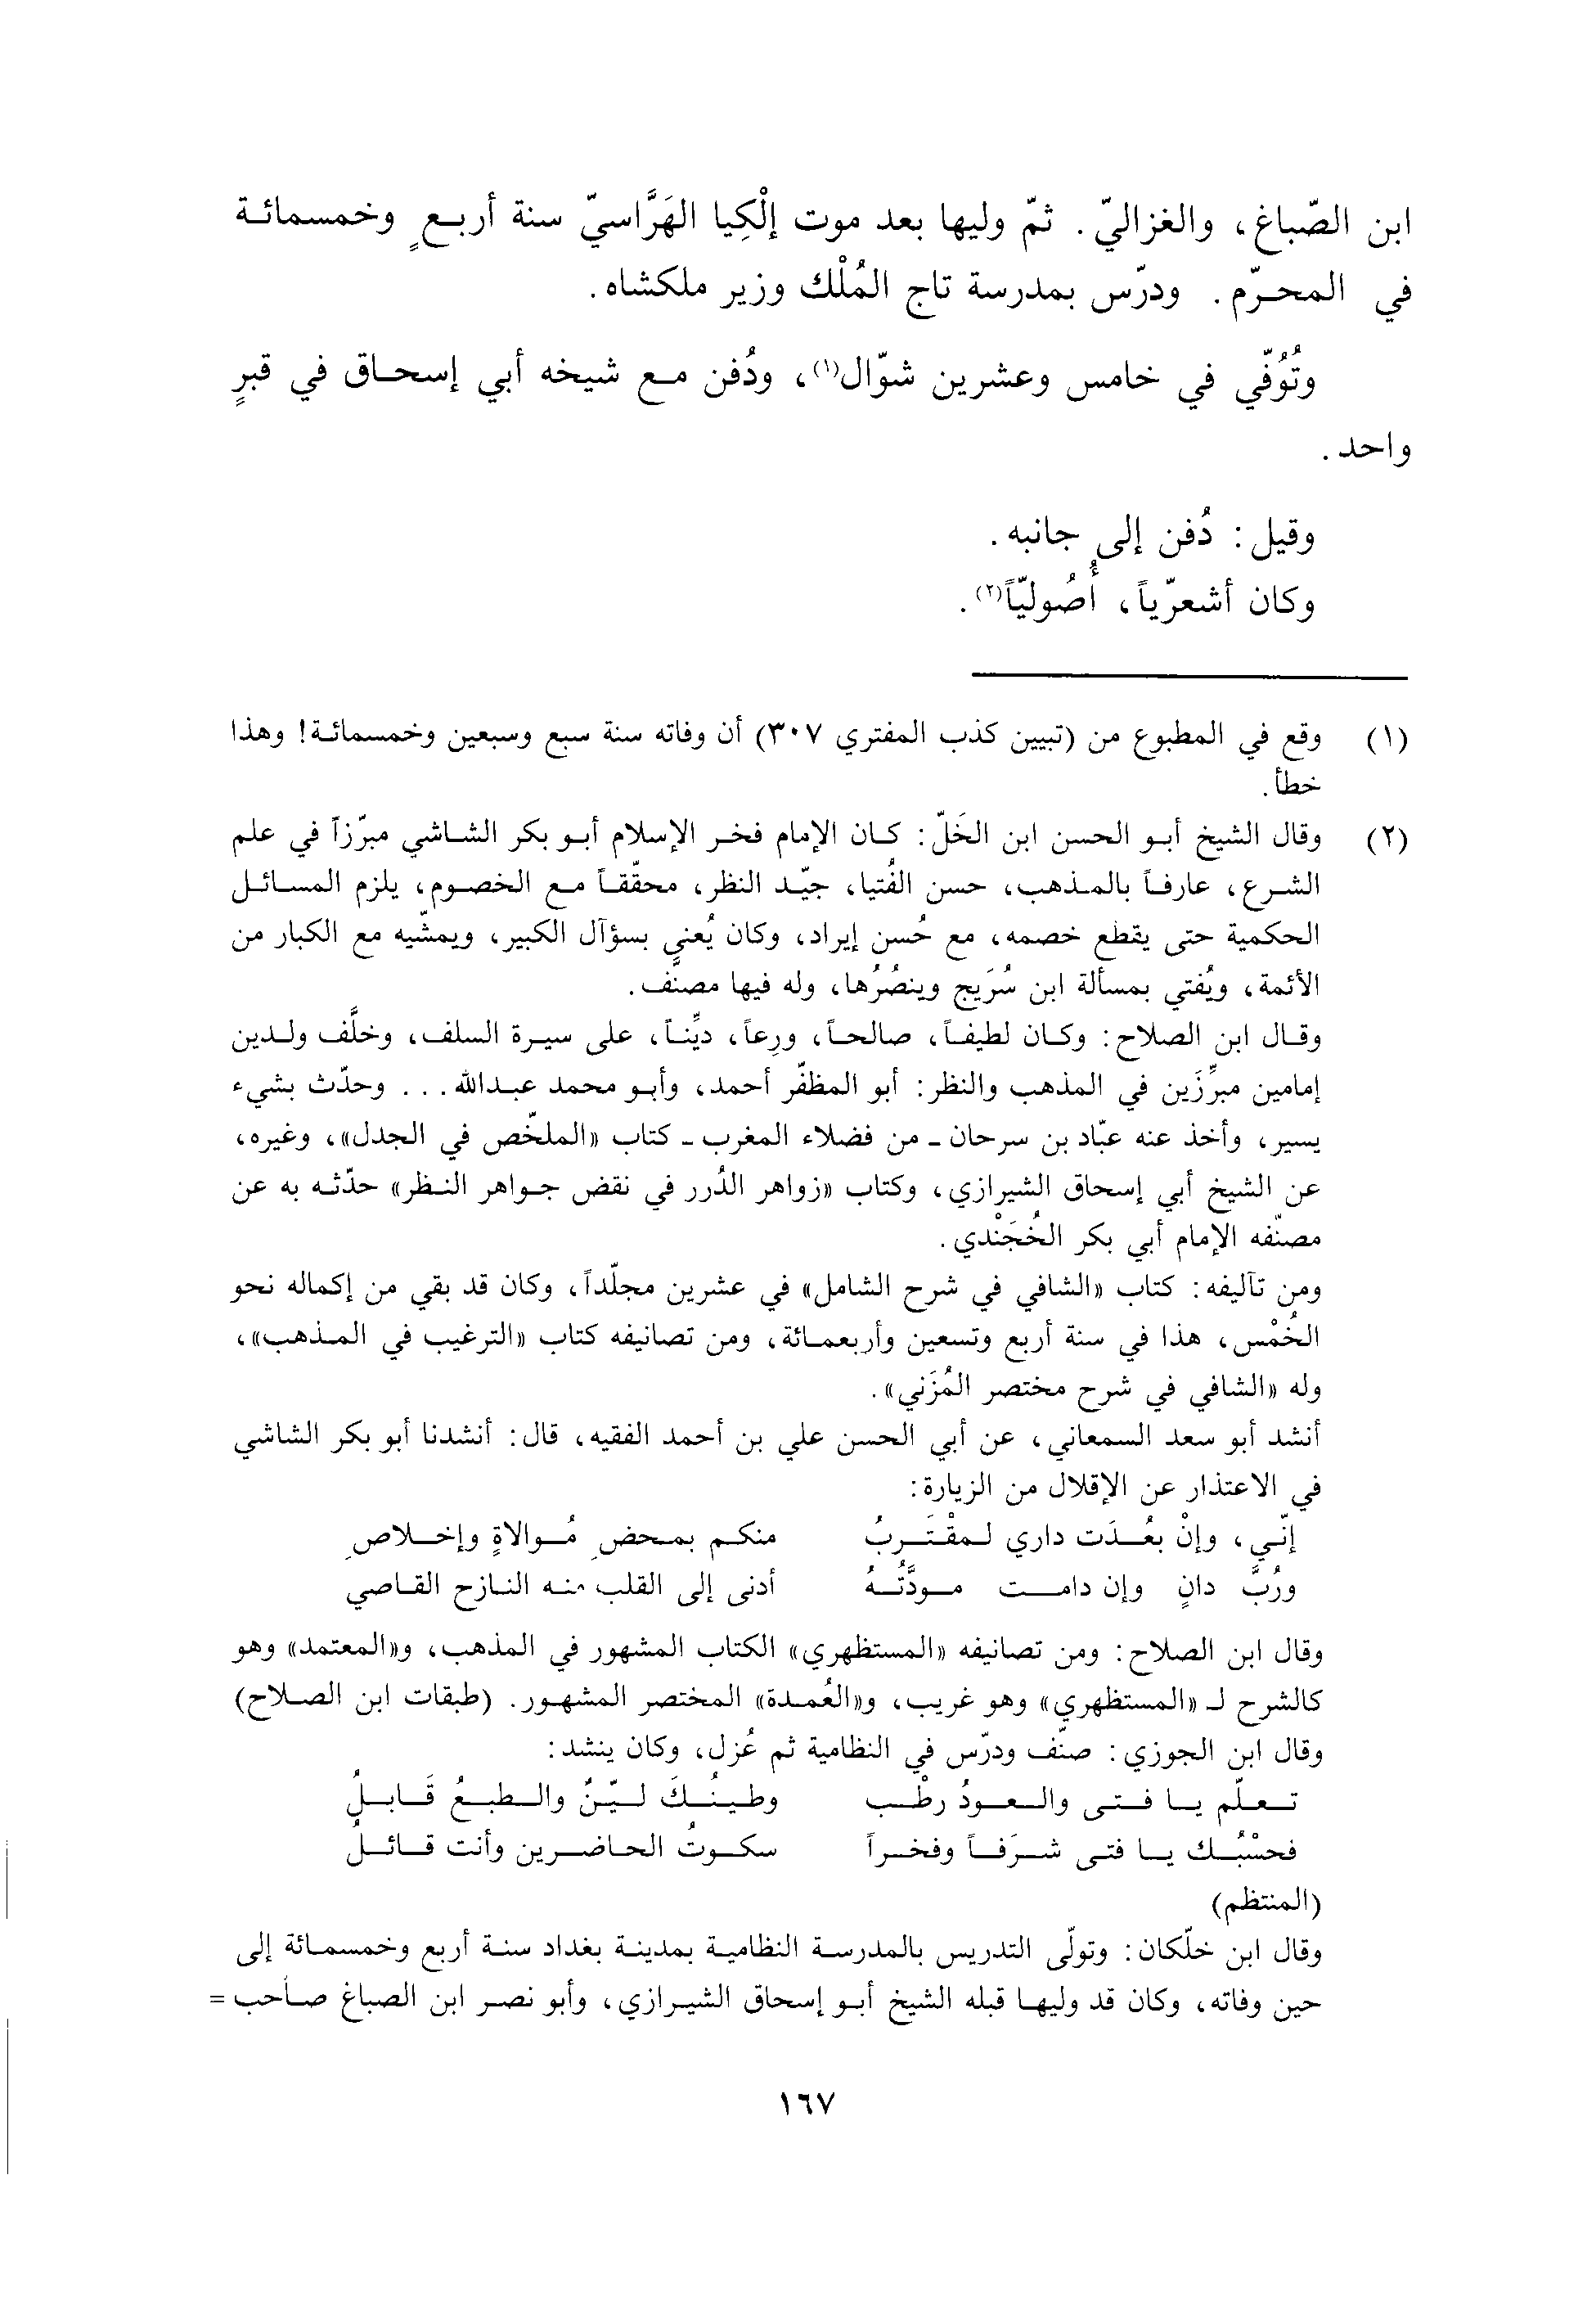 ابن الصّباغ، والغزاليّ. ثمّ وليها بعد موت إلْكِيا الهَرَّاسيّ سنة أربعٍ وخمسمائة
في المحرّم. ودرّس بمدرسة تاج المُلْك وزير ملكشاه.
وتُوُفّي في خامس وعشرين شوّال(١)، ودُفن مع شيخه أبي إسحاق في قبرٍ
واحد.
وقيل: دُفن إلى جانبه.
وكان أشعرّياً، أُصُوليّاً(٢).
(١) وقع في المطبوع من (تبيين كذب المفتري ٣٠٧) أن وفاته سنة سبع وسبعين وخمسمائة! وهذا
خطأ.
(٢) وقال الشيخ أبو الحسن ابن الخَلّ: كان الإمام فخر الإسلام أبو بكر الشاشي مبرّزاً في علم
الشرع، عارفاً بالمذهب، حسن الفُتيا، جيّد النظر، محقّقاً مع الخصوم، يلزم المسائل
الحكمية حتى يقطع خصمه، مع حُسن إيراد، وكان يُعنى بسؤآل الكبير، ويمشّيه مع الكبار من
الأئمة، ويُفتي بمسألة ابن سُرَيج وينصُرُها، وله فيها مصنّف.
وقال ابن الصلاح: وكان لطيفاً، صالحاً، ورِعاً، ديِّناً، على سيرة السلف، وخلَّف ولدين
إمامين مبرِّزَين في المذهب والنظر: أبو المظفّر أحمد، وأبو محمد عبدالله... وحدّث بشيء
يسير، وأخذ عنه عبّاد بن سرحان ـ من فضلاء المغرب ـ كتاب «الملخّص في الجدل»، وغيره،
عن الشيخ أبي إسحاق الشيرازي، وكتاب «زواهر الدُرر في نقض جواهر النظر» حدّثه به عن
مصنّفه الإمام أبي بكر الخُجَنْدي.
ومن تآليفه: كتاب «الشافي في شرح الشامل» في عشرين مجلّداً، وكان قد بقي من إكماله نحو
الخُمْس، هذا في سنة أربع وتسعين وأربعمائة، ومن تصانيفه كتاب «الترغيب في المذهب»،
وله «الشافي في شرح مختصر المُزَني».
أنشد أبو سعد السمعاني، عن أبي الحسن علي بن أحمد الفقيه، قال: أنشدنا أبو بكر الشاشي
في الاعتذار عن الإقلال من الزيارة:
إنّي، وإنْ بعُدَت داري لمقْتَربُ منكم بمحضِ مُوالاةٍ وإخلاصِ
ورُبَّ دانٍ وإن دامت مودَّتُهُ أدنى إلى القلب منه النازح القاصي
وقال ابن الصلاح: ومن تصانيفه «المستظهري» الكتاب المشهور في المذهب، و«المعتمد» وهو
كالشرح لـ «المستظهري» وهو غريب، و«العُمدة» المختصر المشهور. (طبقات ابن الصلاح)
وقال ابن الجوزي: صنّف ودرّس في النظامية ثم عُزل، وكان ينشد:
تعلّم يا فتى والعودُ رطْب وطينُكَ ليّنٌ والطبعُ قَابلُ
فحسْبُك يا فتى شرَفاً وفخراً سكوتُ الحاضرين وأنت قائلُ
(المنتظم)
وقال ابن خلّكان: وتولّى التدريس بالمدرسة النظامية بمدينة بغداد سنة أربع وخمسمائة إلى
حين وفاته، وكان قد وليها قبله الشيخ أبو إسحاق الشيرازي، وأبو نصر ابن الصباغ صاحب =
١٦٧